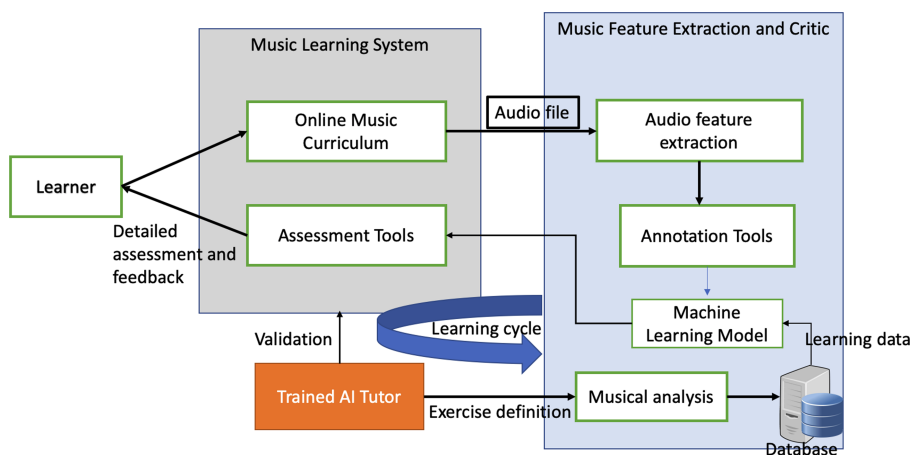 Music Learning System
Music Feature Extraction and Critic
Online Music
Curriculum
Audio file
Audio feature
extraction
Learner
Detailed
assessment and
feedback
Assessment Tools
Annotation Tools
Machine
Learning Model
Learning cycle
Learning data
Validation
Trained AI Tutor
Exercise definition
Musical analysis
Database